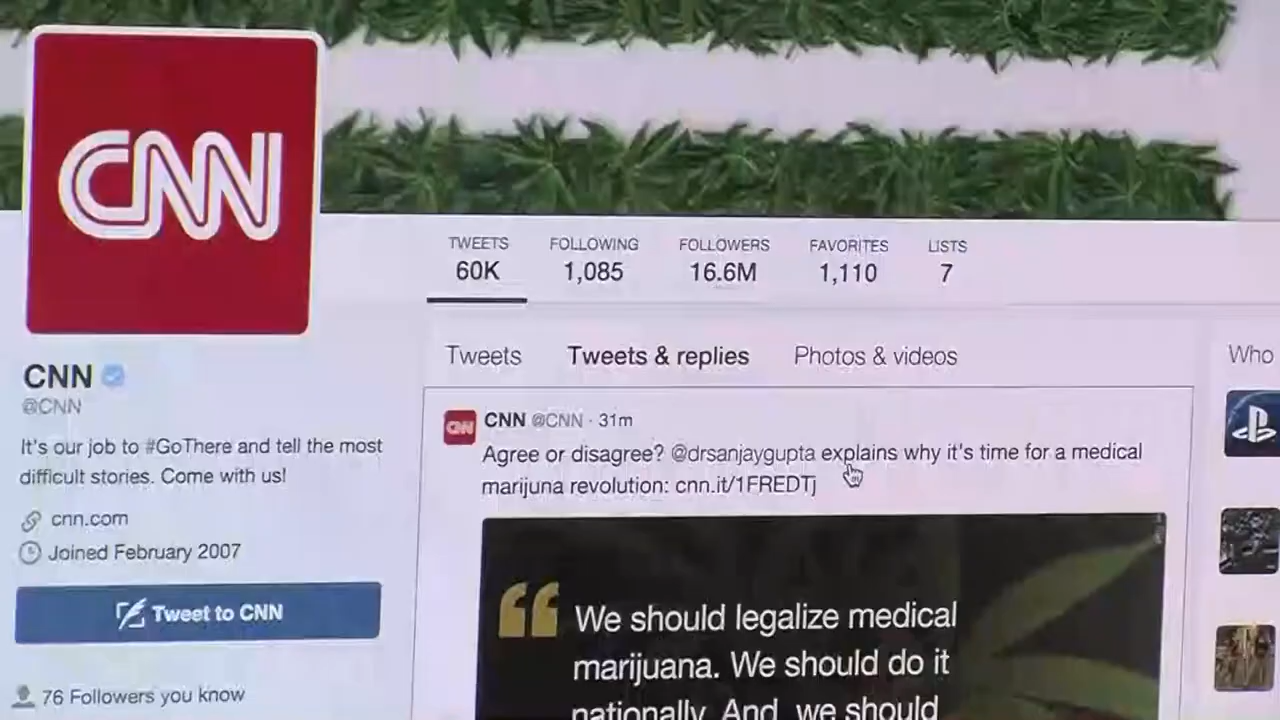 CNN
TWEETS FOLLOWING FOLLOWERS FAVORITES LISTS
60K 1,085 16.6M 1,110 7
Tweets Tweets & replies Photos & videos
Who
CNN
@CNN
It's our job to #GoThere and tell the most
difficult stories. Come with us!
cnn.com
Joined February 2007
Tweet to CNN
76 Followers you know
CNN
CNN @CNN · 31m
Agree or disagree? @drsanjaygupta explains why it's time for a medical
marijuna revolution: cnn.it/1FREDTj
“We should legalize medical
marijuana. We should do it
nationally. And, we should